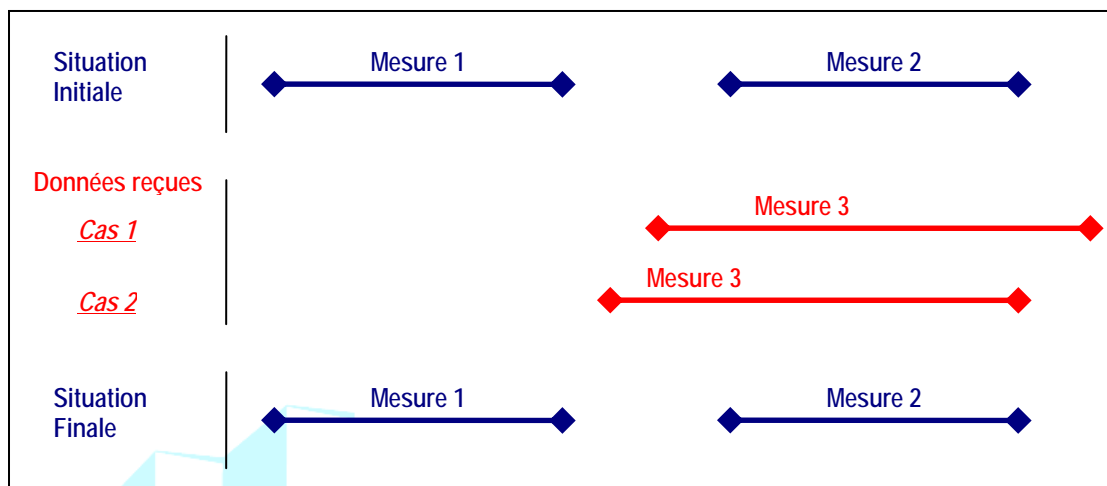 Situation
Initiale
Mesure 1
Mesure 2
Données reçues
Cas 1
Mesure 3
Cas 2
Mesure 3
Situation
Finale
Mesure 1
Mesure 2